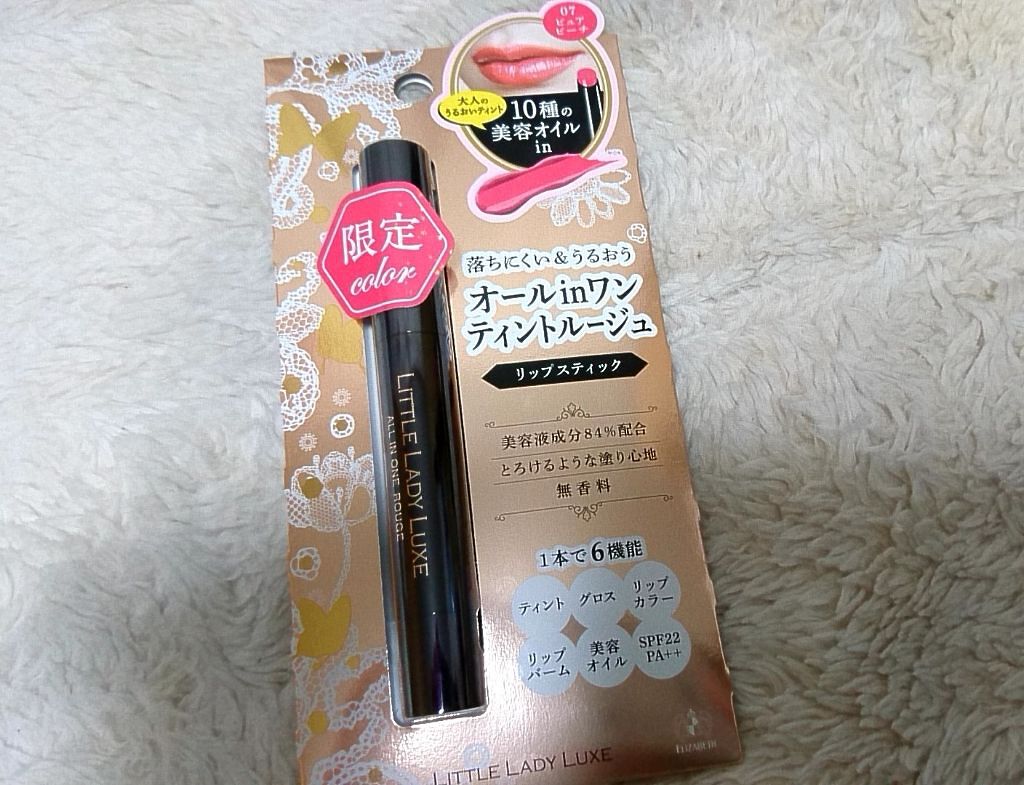 07
ピュア
ピーチ
大人の
うるおいティント
10種の
美容オイル
in
限定
color
落ちにくい&うるおう
オールinワン
ティントルージュ
リップスティック
LITTLE LADY LUXE
ALL IN ONE ROUGE
美容液成分84%配合
とろけるような塗り心地
無香料
1本で6機能
ティント
グロス
リップ
カラー
リップ
バーム
美容
オイル
SPF22
PA++
ELIZABETH
LITTLE LADY LUXE